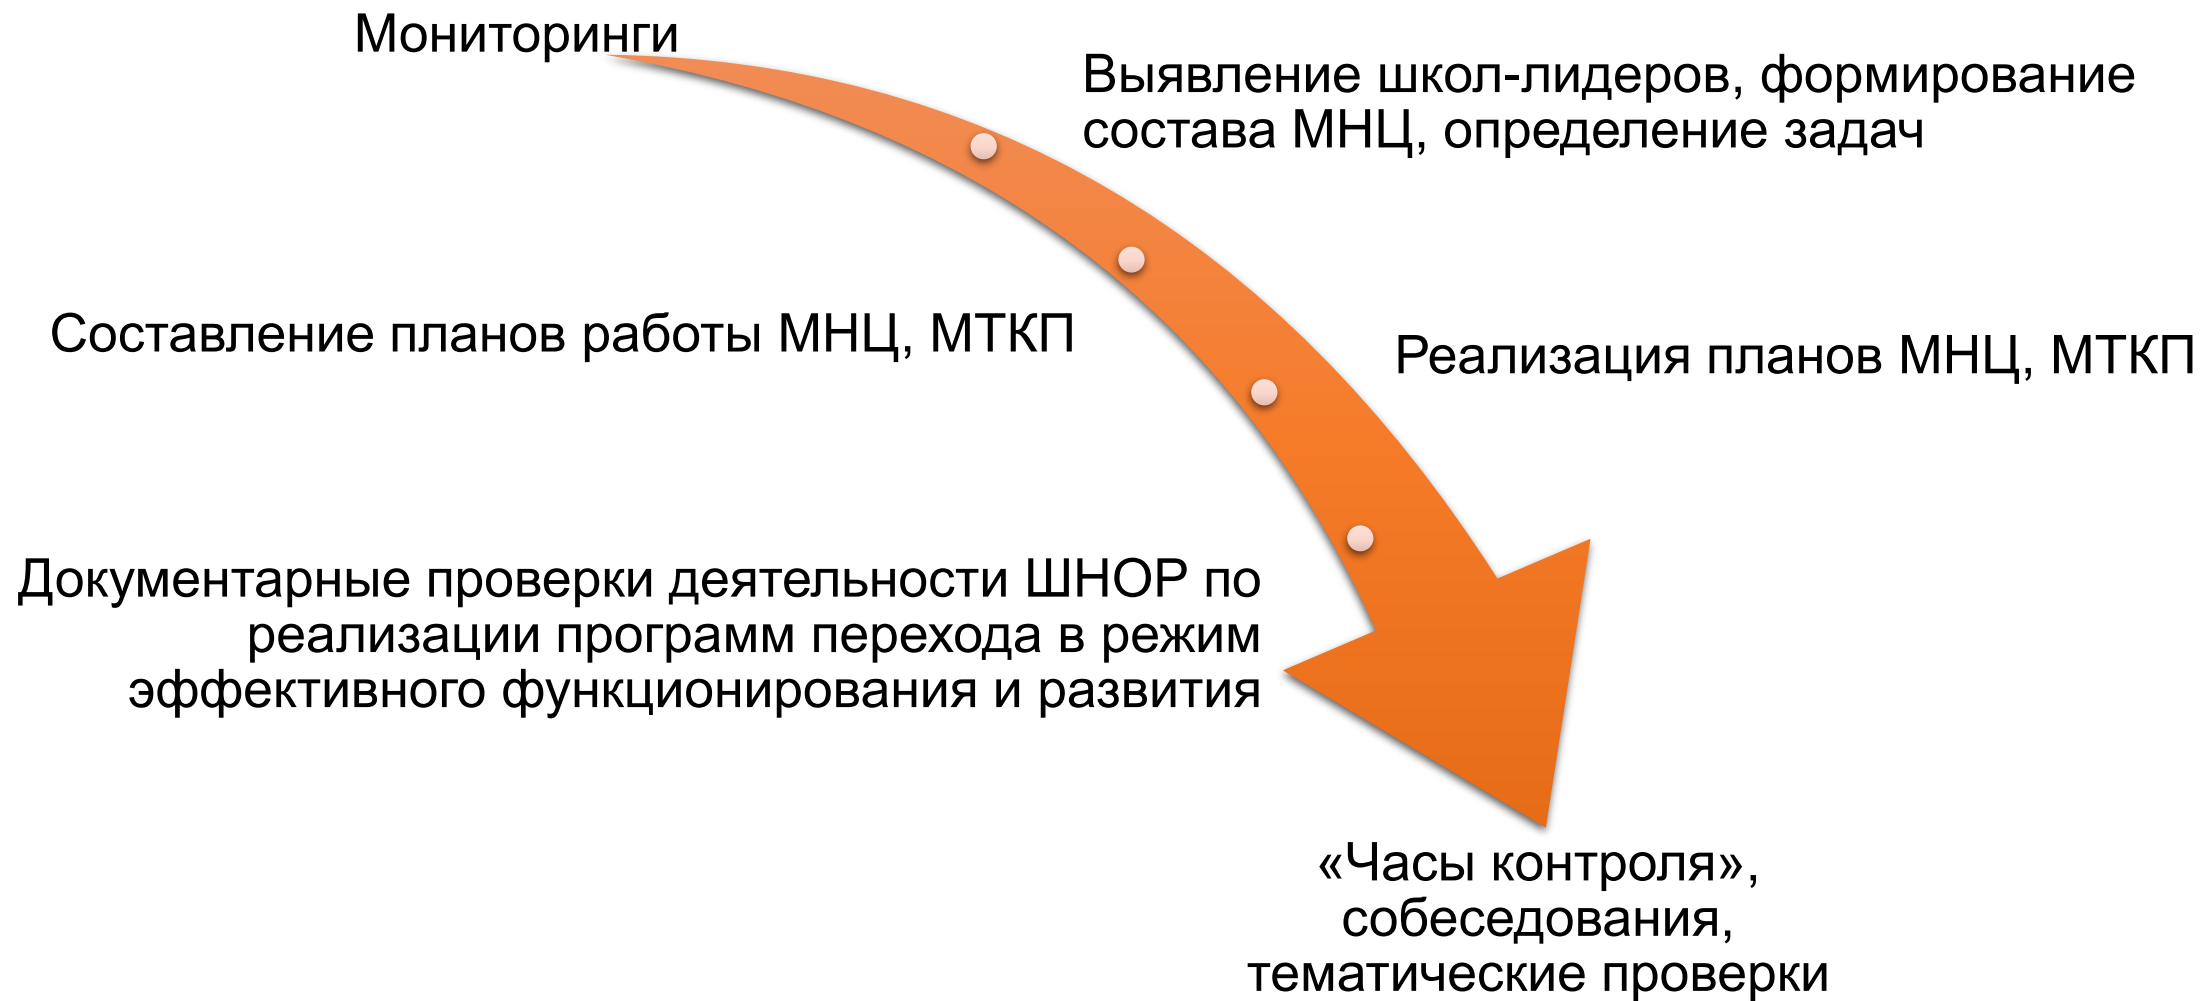 Мониторинги
Выявление школ-лидеров, формирование
состава МНЦ, определение задач
Составление планов работы МНЦ, МТКП
Реализация планов МНЦ, МТКП
Документарные проверки деятельности ШНОР по
реализации программ перехода в режим
эффективного функционирования и развития
«Часы контроля»,
собеседования,
тематические проверки